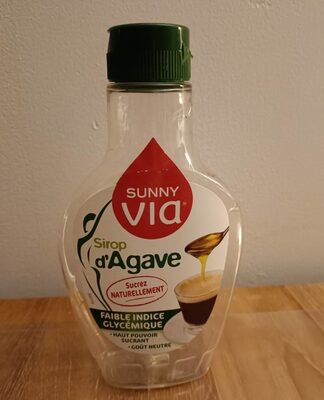 SUNNY
via
Sirop
d'Agave
Sucrez
NATURELLEMENT
FAIBLE INDICE
GLYCÉMIQUE
• HAUT POUVOIR
SUCRANT
• GOÛT NEUTRE